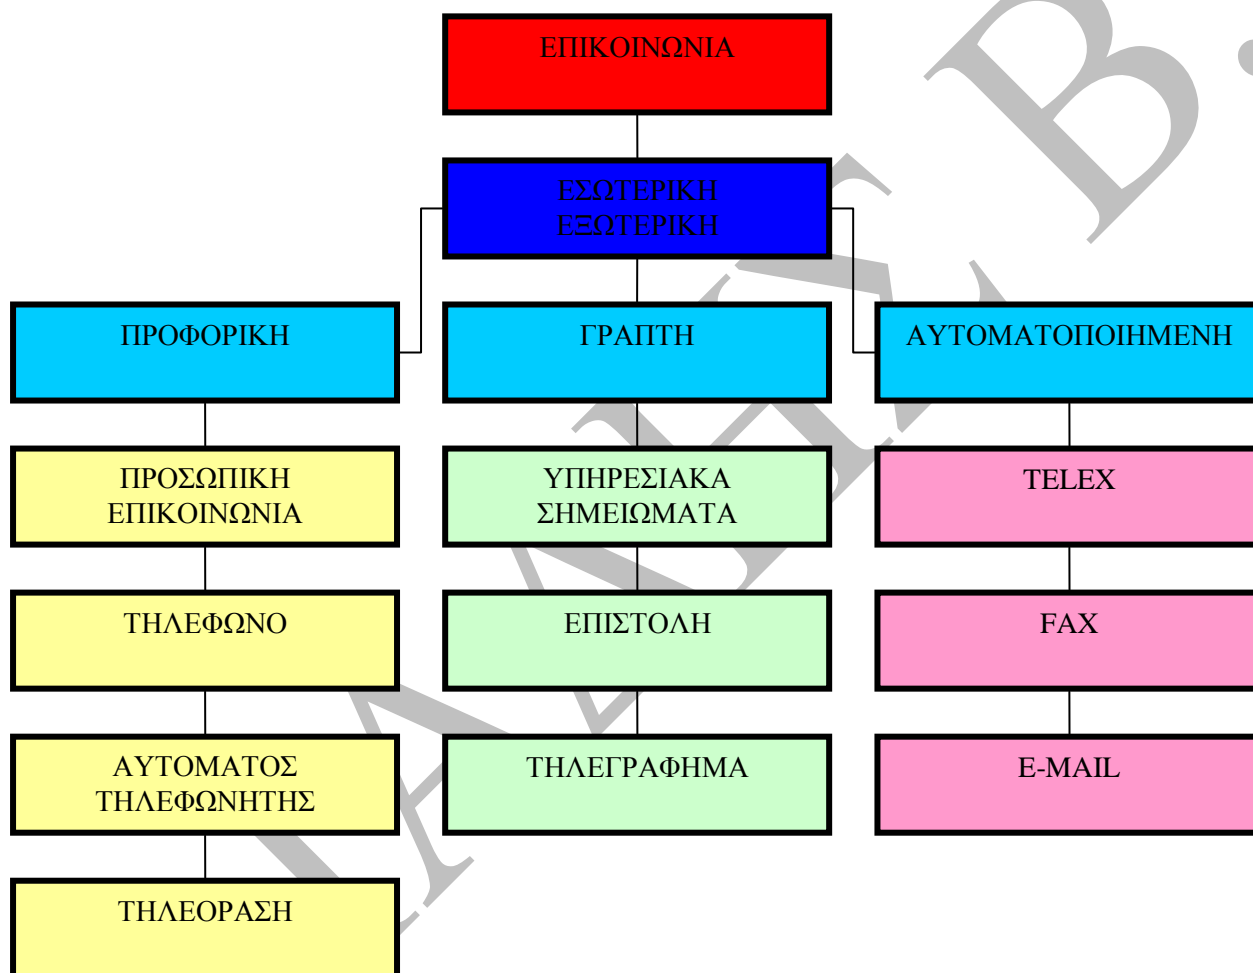 ΕΠΙΚΟΙΝΩΝΙΑ
ΕΣΩΤΕΡΙΚΗ
ΕΞΩΤΕΡΙΚΗ
ΠΡΟΦΟΡΙΚΗ
ΓΡΑΠΤΗ
ΑΥΤΟΜΑΤΟΠΟΙΗΜΕΝΗ
ΠΡΟΣΩΠΙΚΗ
ΕΠΙΚΟΙΝΩΝΙΑ
ΥΠΗΡΕΣΙΑΚΑ
ΣΗΜΕΙΩΜΑΤΑ
TELEX
ΤΗΛΕΦΩΝΟ
ΕΠΙΣΤΟΛΗ
FAX
ΑΥΤΟΜΑΤΟΣ
ΤΗΛΕΦΩΝΗΤΗΣ
ΤΗΛΕΓΡΑΦΗΜΑ
E-MAIL
ΤΗΛΕΟΡΑΣΗ